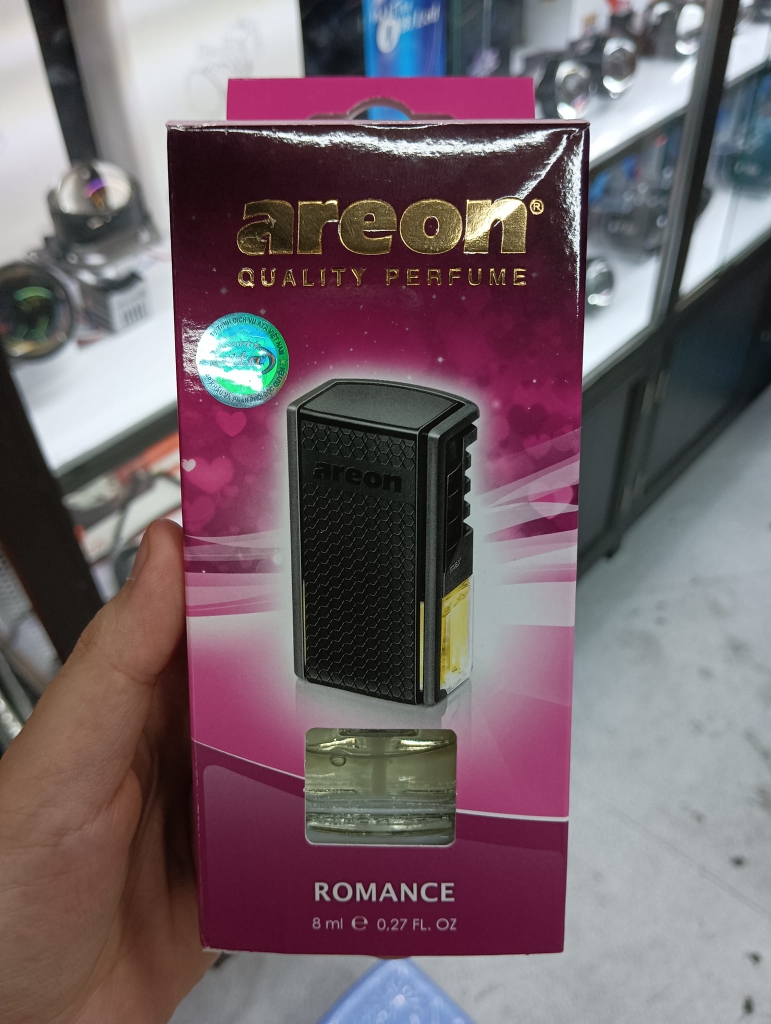 areon®
QUALITY PERFUME
areon
ROMANCE
8 ml ℮ 0,27 FL. OZ